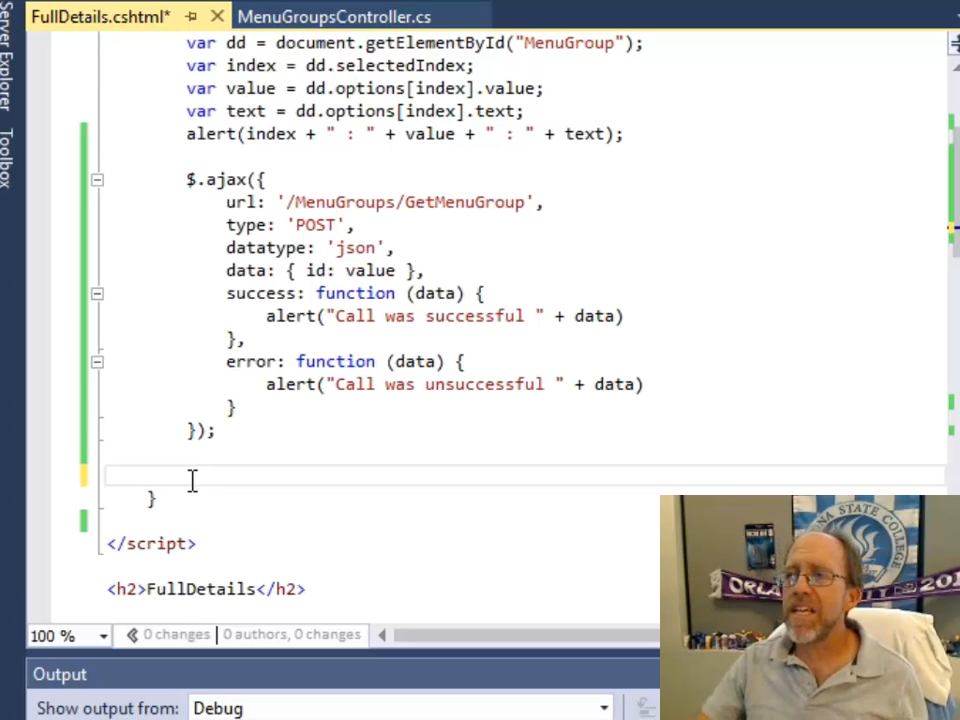 FullDetails.cshtml*
MenuGroupsController.cs
Server Explorer
Toolbox
var dd = document.getElementById("MenuGroup");
var index = dd.selectedIndex;
var value = dd.options[index].value;
var text = dd.options[index].text;
alert(index + " : " + value + " : " + text);
$.ajax({
url: '/MenuGroups/GetMenuGroup',
type: 'POST',
datatype: 'json',
data: { id: value },
success: function (data) {
alert("Call was successful " + data)
},
error: function (data) {
alert("Call was unsuccessful " + data)
}
});
}
</script>
<h2>FullDetails</h2>
STATE COLLEGE
100 %
0 changes | 0 authors, 0 changes
Output
Show output from: Debug